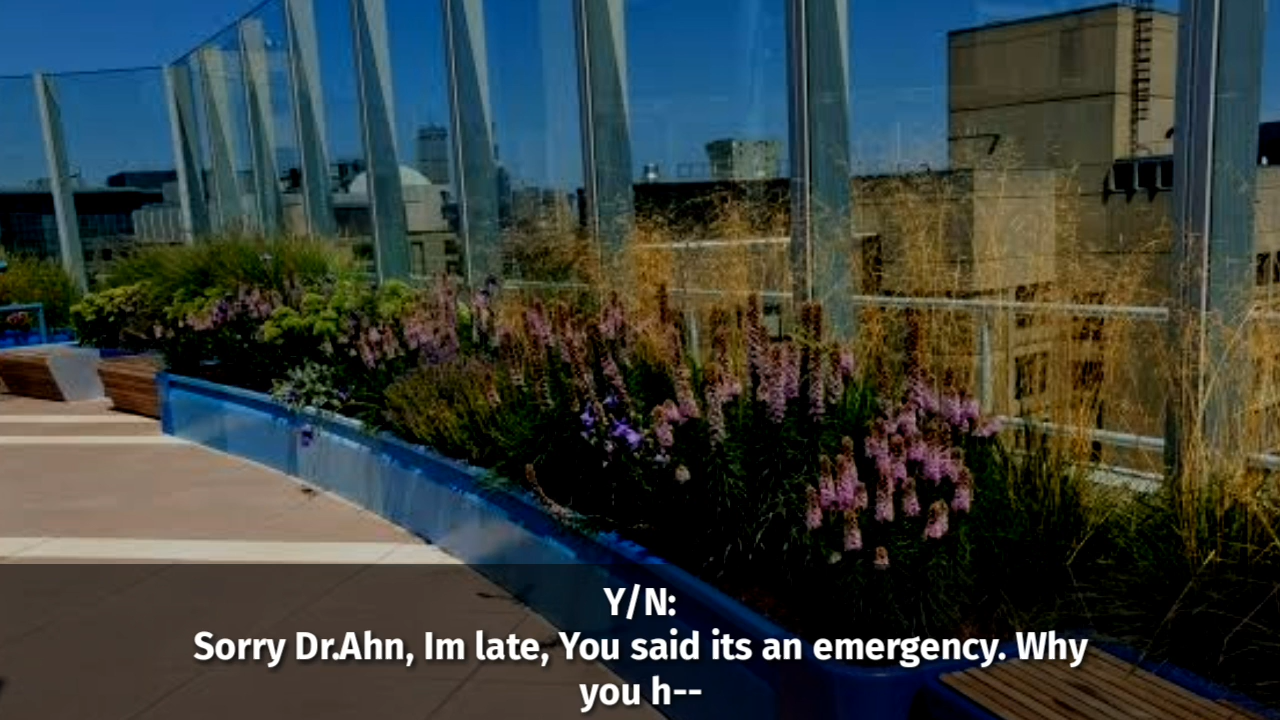 Y/N:
Sorry Dr.Ahn, Im late, You said its an emergency. Why
you h--